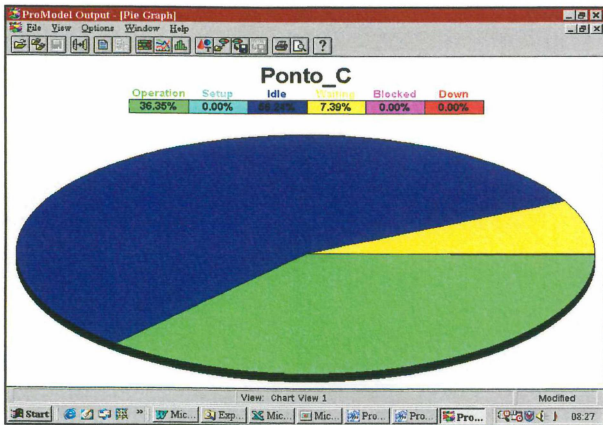 ProModel Output - [Pie Graph]
File View Options Window Help
Ponto_C
Operation Setup Idle Waiting Blocked Down
36.35% 0.00% 7.39% 0.00% 0.00%
View: Chart View 1 Modified
Start » Mic... Exp... Mic... Mic... Pro... Pro... Pro... 08:27